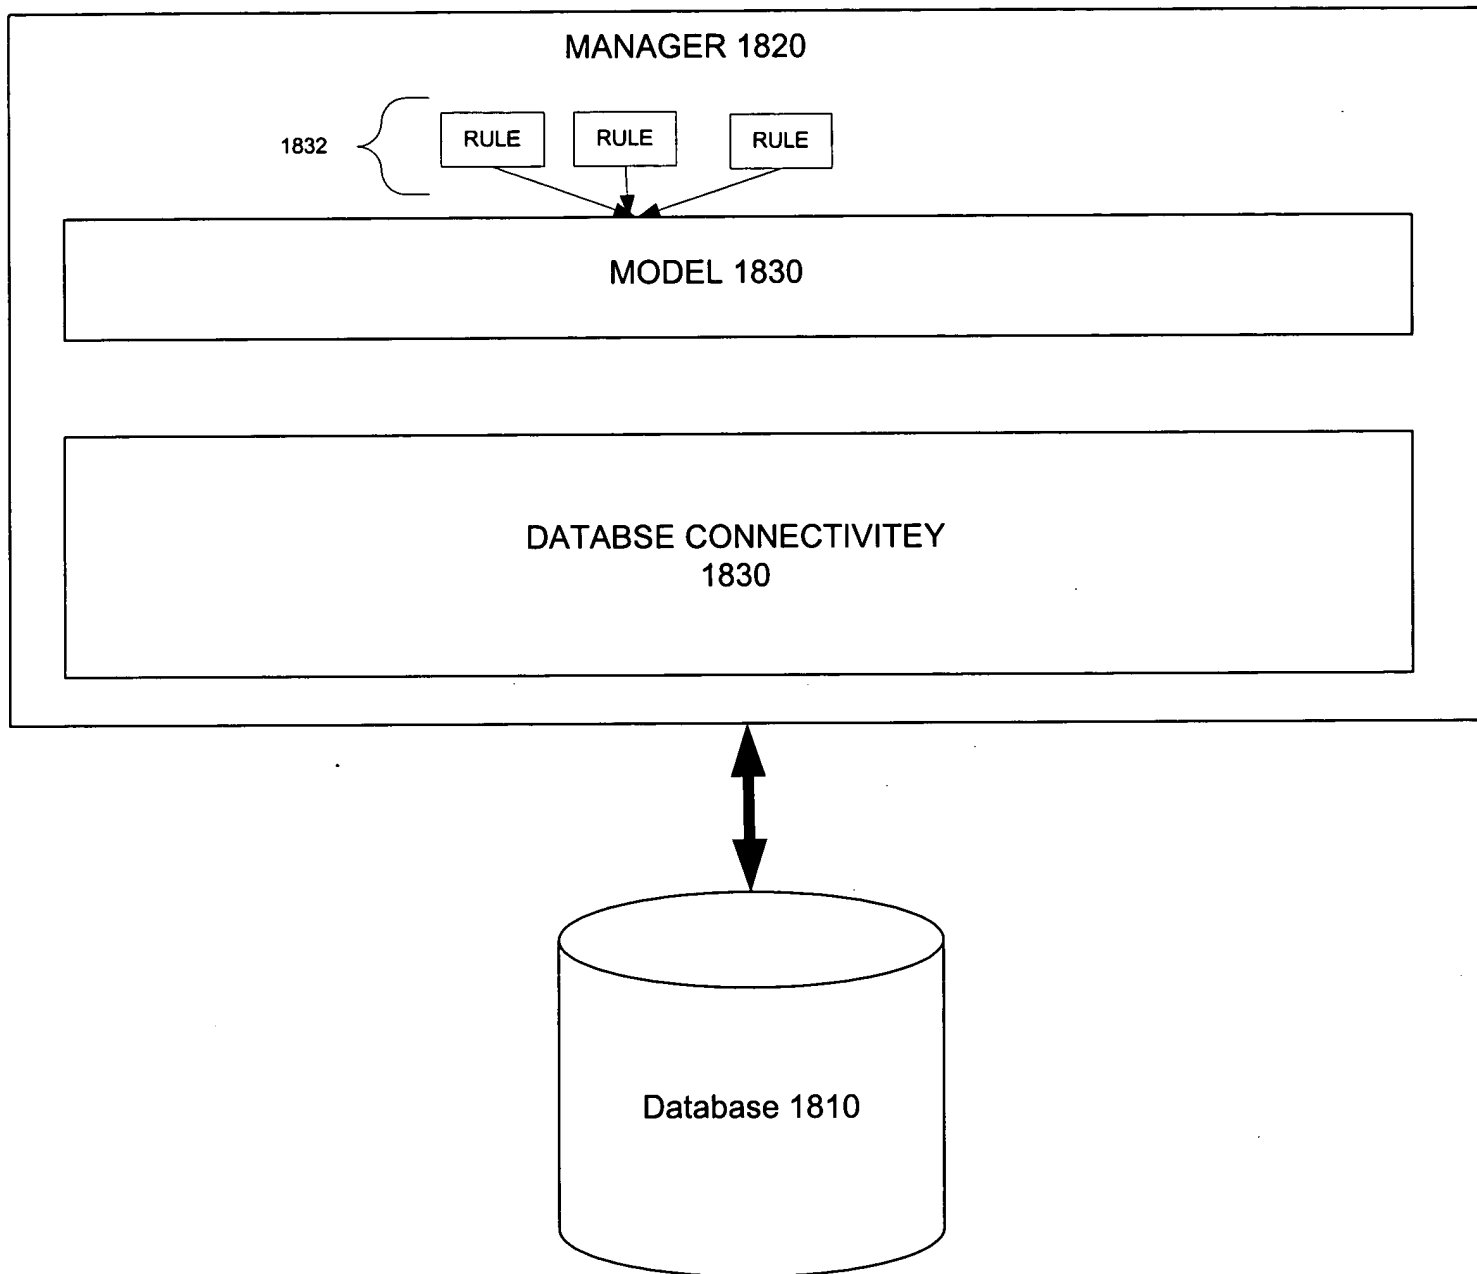 MANAGER 1820
1832
RULE
RULE
RULE
MODEL 1830
DATABSE CONNECTIVITEY
1830
Database 1810